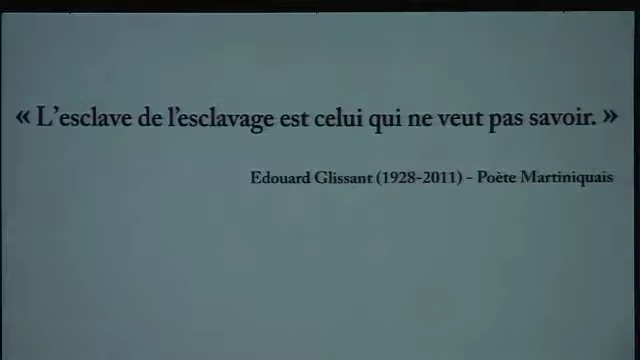 « L'esclave de l'esclavage est celui qui ne veut pas savoir. »
Edouard Glissant (1928-2011) - Poète Martiniquais